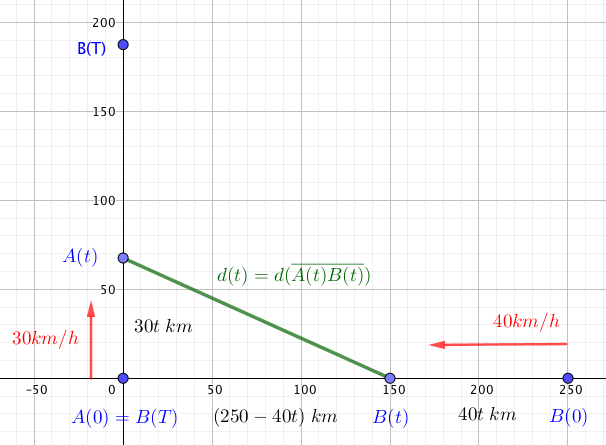 200
B(T)
150
100
A(t)
d(t) = d(A(t)B(t))
50
40km/h
30km/h
30t km
-50 0 50 100 150 200 250
A(0) = B(T) (250 − 40t) km B(t) 40t km B(0)